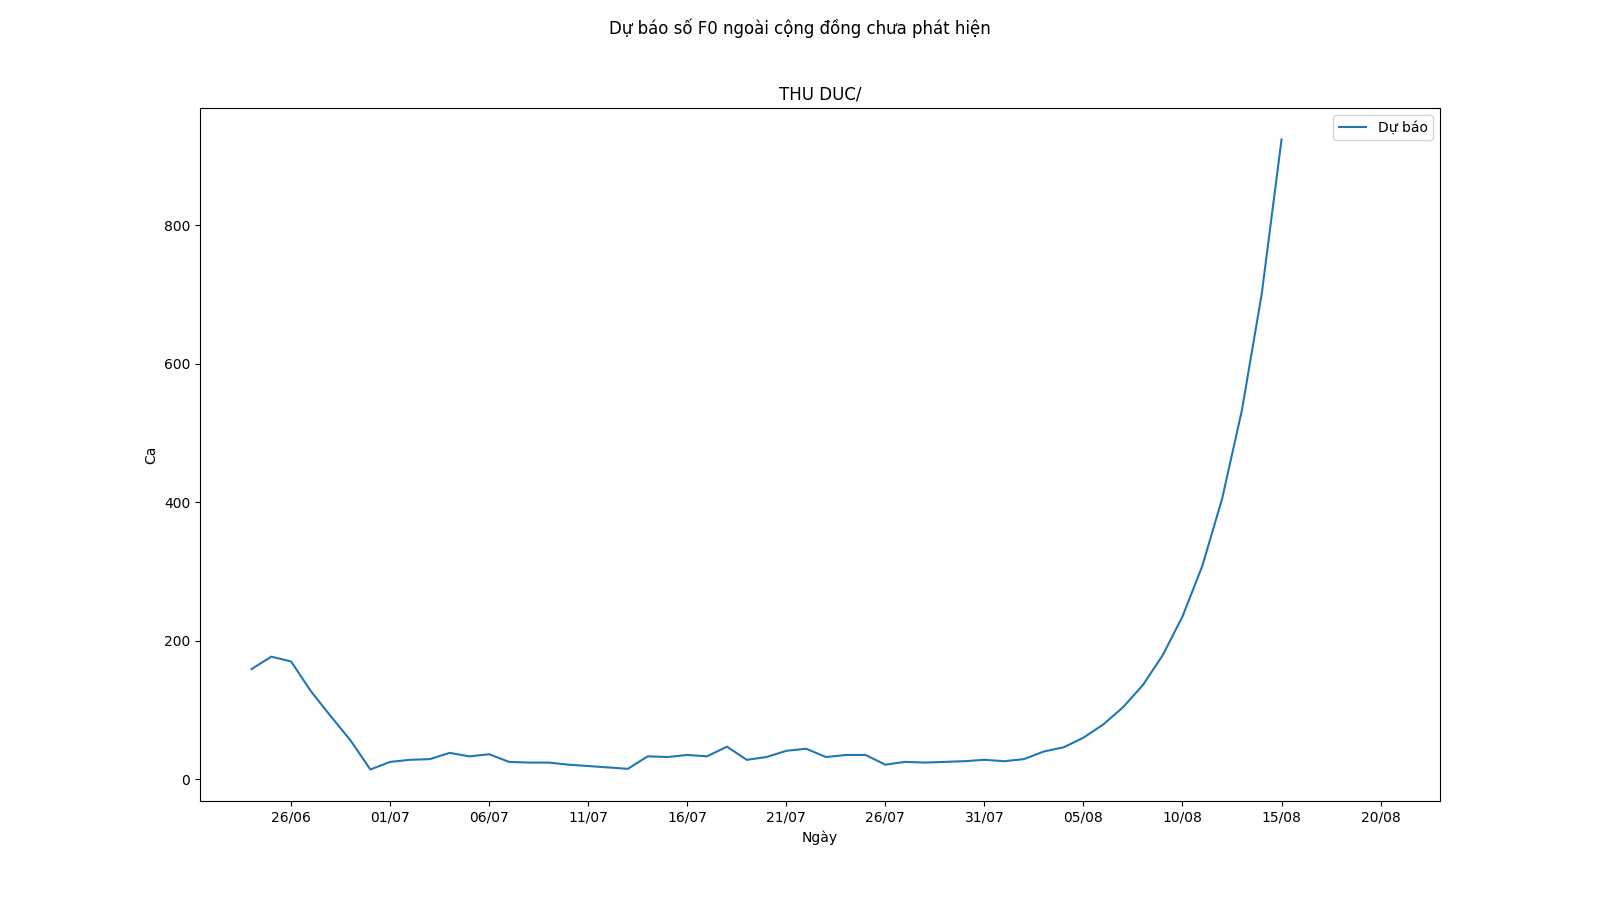 Dự báo số F0 ngoài cộng đồng chưa phát hiện
THU DUC/
Dự báo
800
600
400
200
0
Ca
26/06 01/07 06/07 11/07 16/07 21/07 26/07 31/07 05/08 10/08 15/08 20/08
Ngày